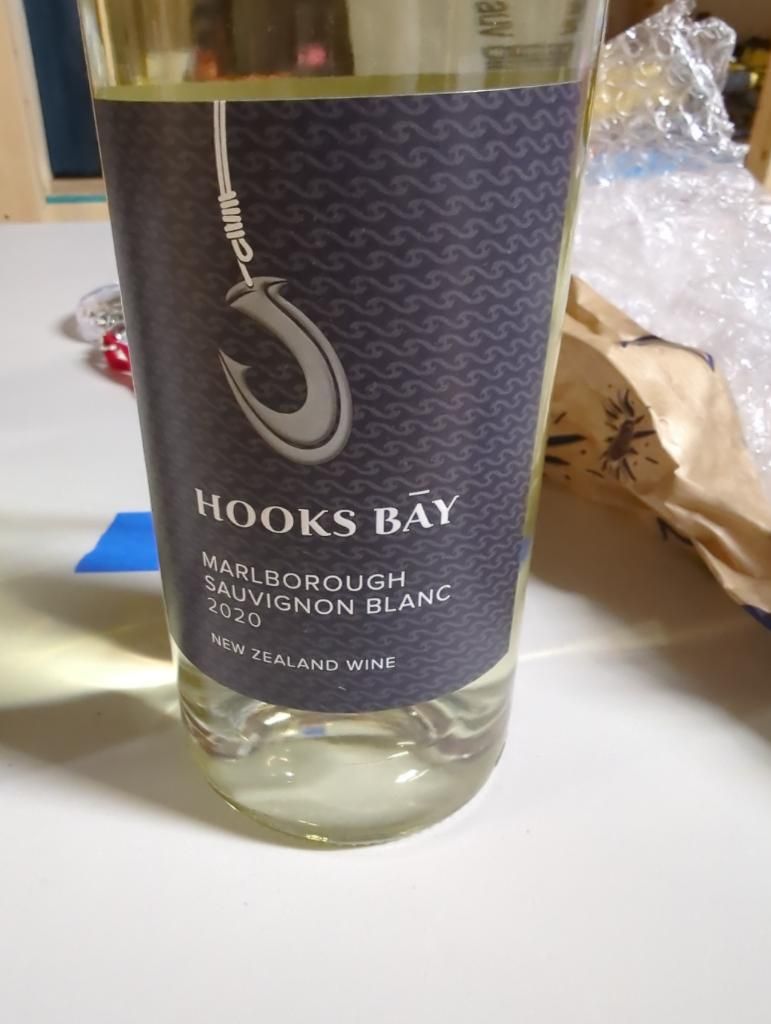 HOOKS BĀY
MARLBOROUGH
SAUVIGNON BLANC
2020
NEW ZEALAND WINE